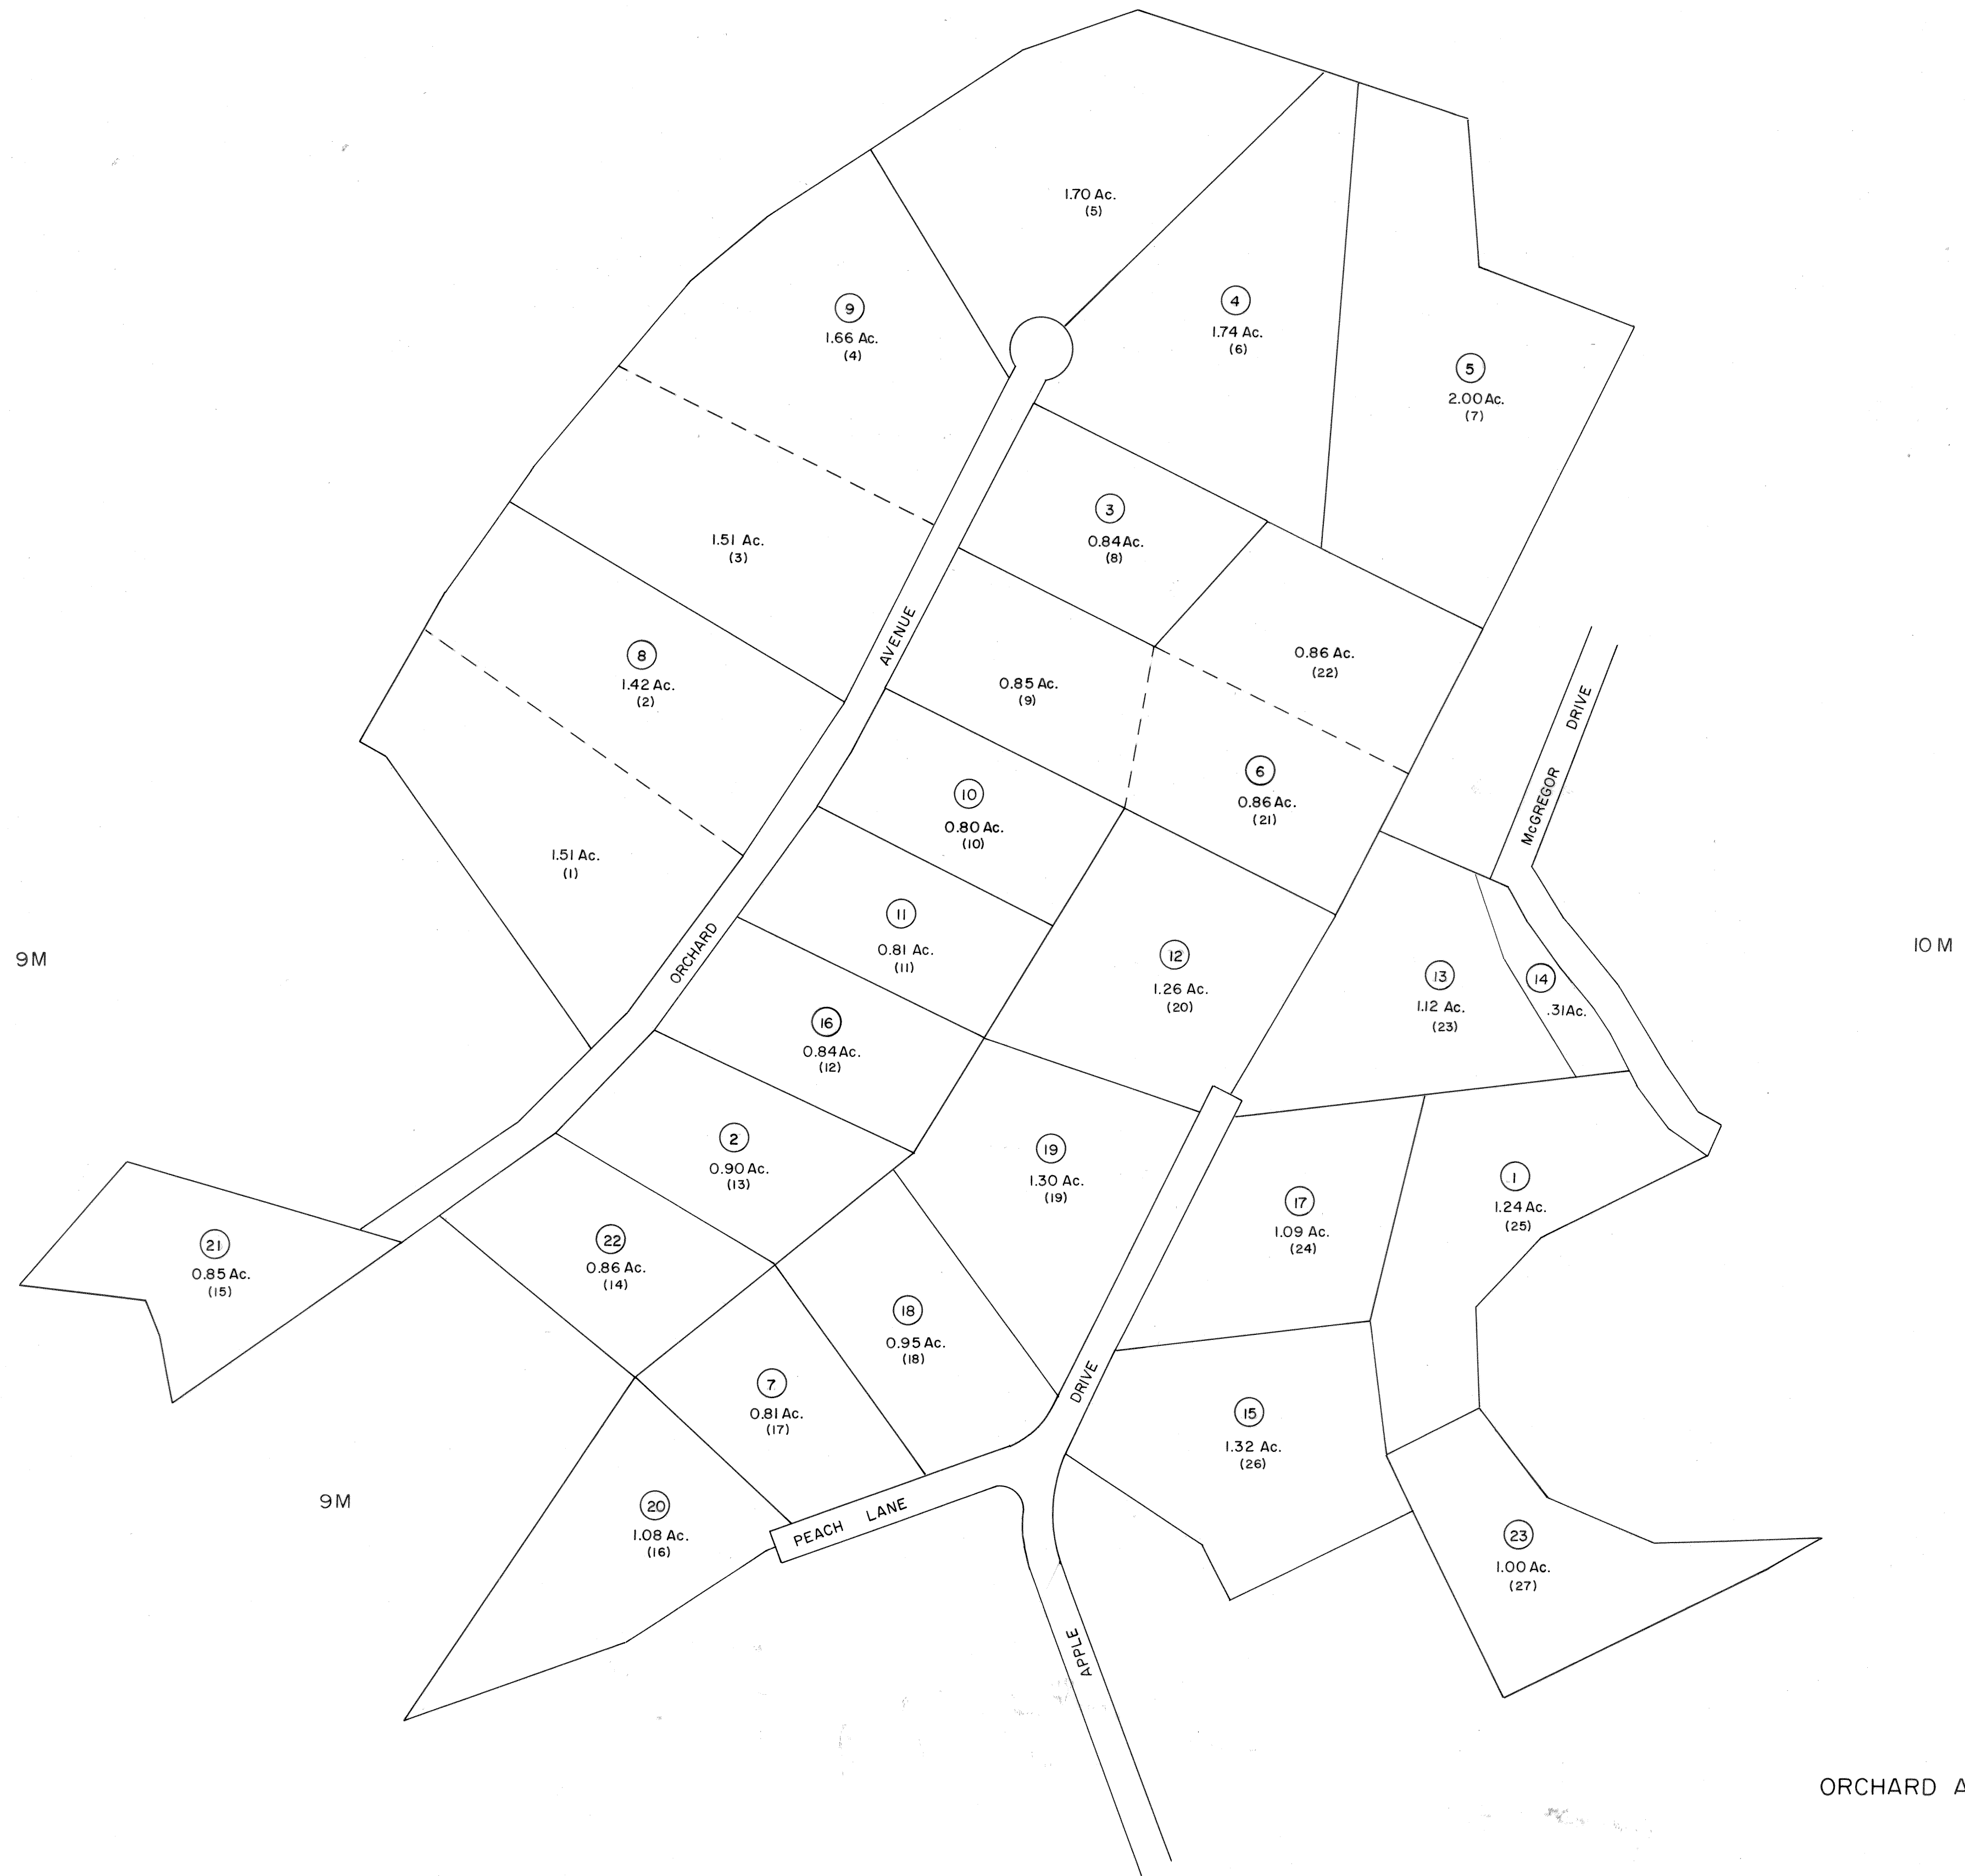 1.70 Ac.
(5)
9
1.66 Ac.
(4)
4
1.74 Ac.
(6)
5
2.00 Ac.
(7)
1.51 Ac.
(3)
3
0.84 Ac.
(8)
8
1.42 Ac.
(2)
AVENUE
0.85 Ac.
(9)
0.86 Ac.
(22)
McGREGOR DRIVE
6
0.86 Ac.
(21)
10
0.80 Ac.
(10)
1.51 Ac.
(1)
ORCHARD
11
0.81 Ac.
(11)
12
1.26 Ac.
(20)
13
1.12 Ac.
(23)
14
.31 Ac.
9M
10 M
16
0.84 Ac.
(12)
2
0.90 Ac.
(13)
19
1.30 Ac.
(19)
17
1.09 Ac.
(24)
1
1.24 Ac.
(25)
21
0.85 Ac.
(15)
22
0.86 Ac.
(14)
18
0.95 Ac.
(18)
7
0.81 Ac.
(17)
DRIVE
15
1.32 Ac.
(26)
9M
20
1.08 Ac.
(16)
PEACH LANE
23
1.00 Ac.
(27)
APPLE
ORCHARD A